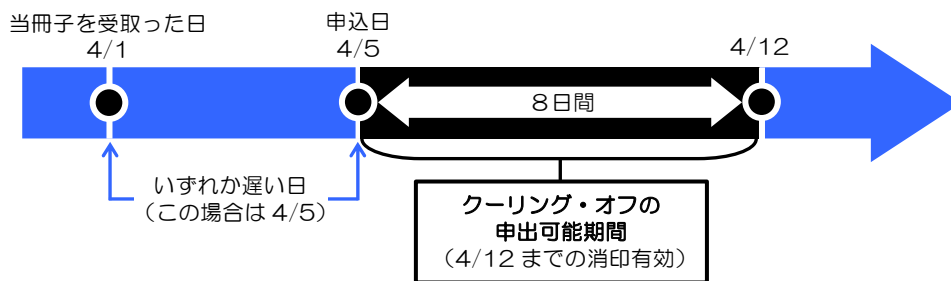 当冊子を受取った日
4/1
申込日
4/5
4/12
8日間
いずれか遅い日
（この場合は 4/5）
クーリング・オフの
申出可能期間
（4/12 までの消印有効）